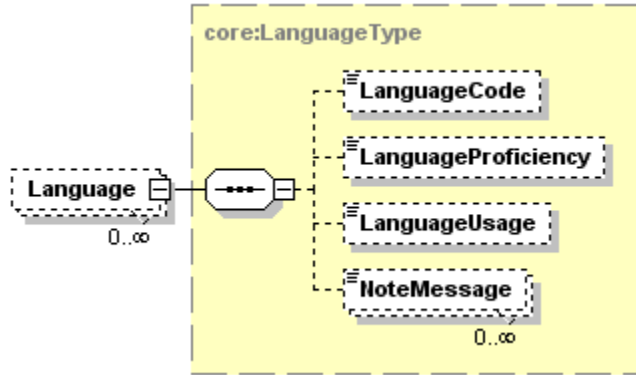 core:LanguageType
LanguageCode
LanguageProficiency
Language
0..∞
LanguageUsage
NoteMessage
0..∞